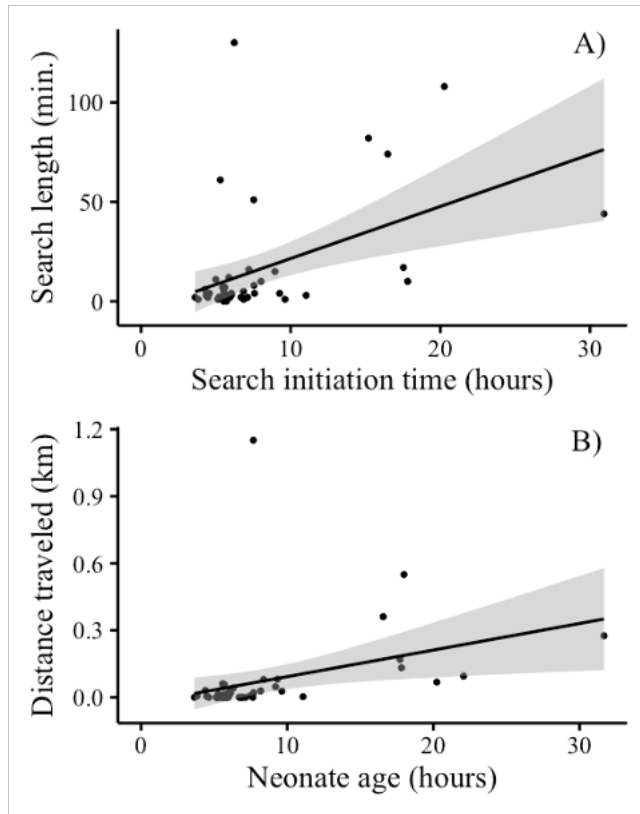 A)
100
50
0
Search length (min.)
0 10 20 30
Search initiation time (hours)
B)
1.2
0.9
0.6
0.3
0.0
Distance traveled (km)
0 10 20 30
Neonate age (hours)